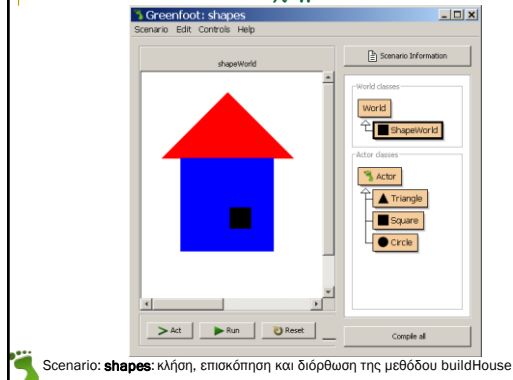 Greenfoot: shapes
Scenario Edit Controls Help
shapeWorld
Scenario Information
World classes
World
ShapeWorld
Actor classes
Actor
Triangle
Square
Circle
Act
Run
Reset
Compile all
Scenario: shapes: κλήση, επισκόπηση και διόρθωση της μεθόδου buildHouse